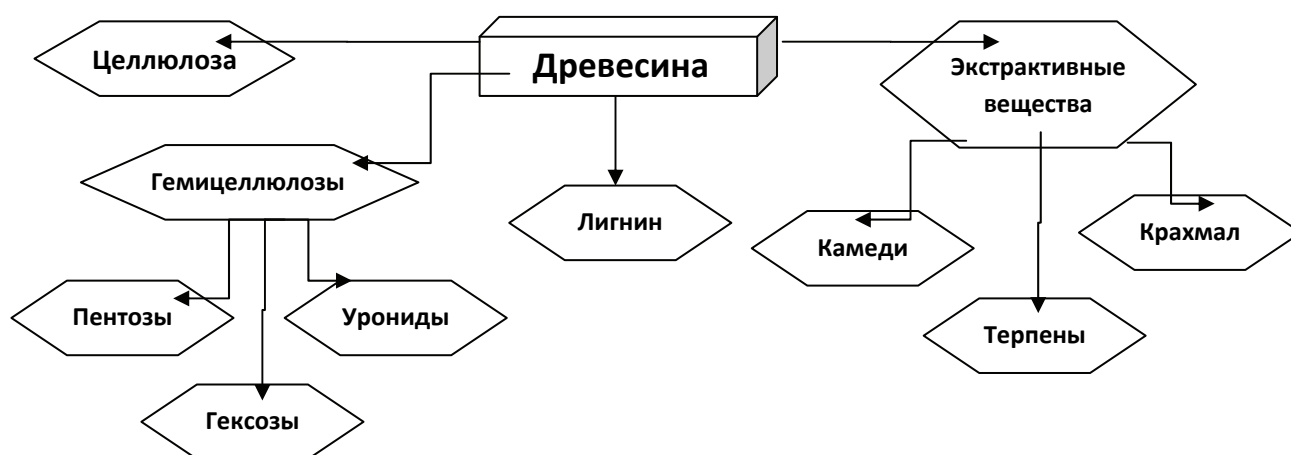 Целлюлоза
Древесина
Экстрактивные
вещества
Гемицеллюлозы
Лигнин
Камеди
Крахмал
Пентозы
Урониды
Терпены
Гексозы